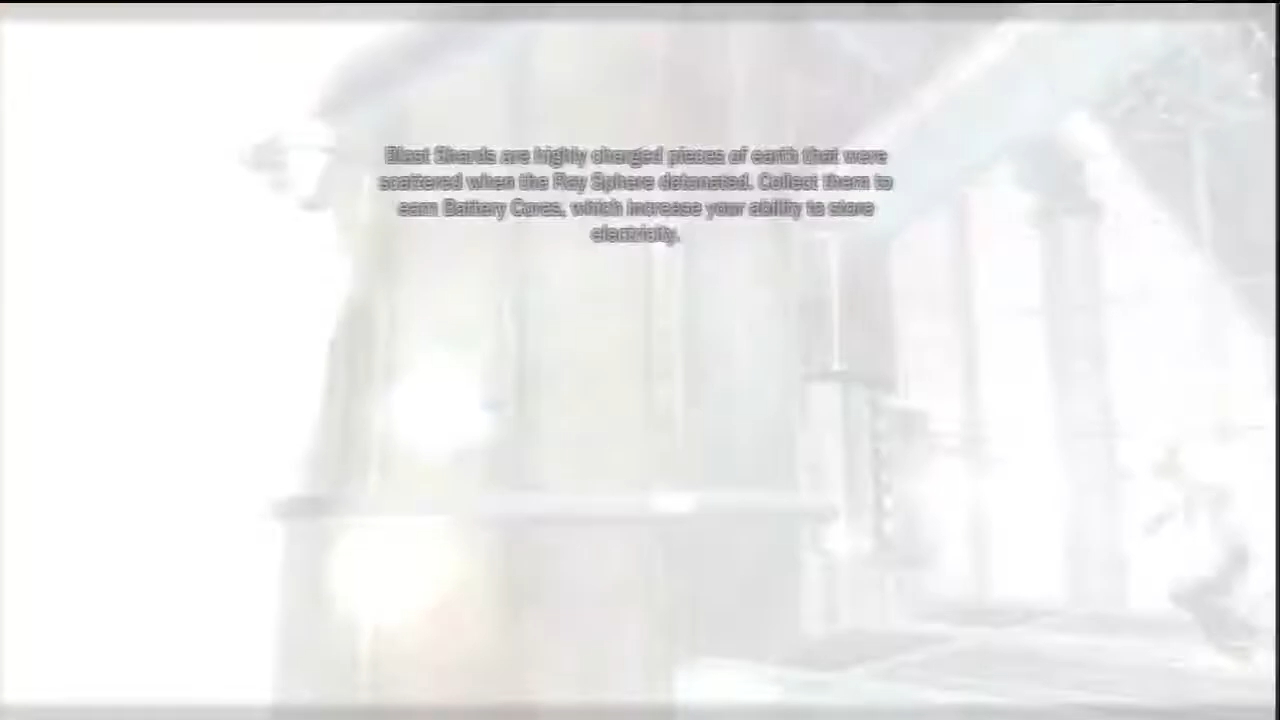 Blast Shards are highly charged pieces of earth that were
scattered when the Ray Sphere detonated. Collect them to
earn Battery Cores, which increase your ability to store
electricity.